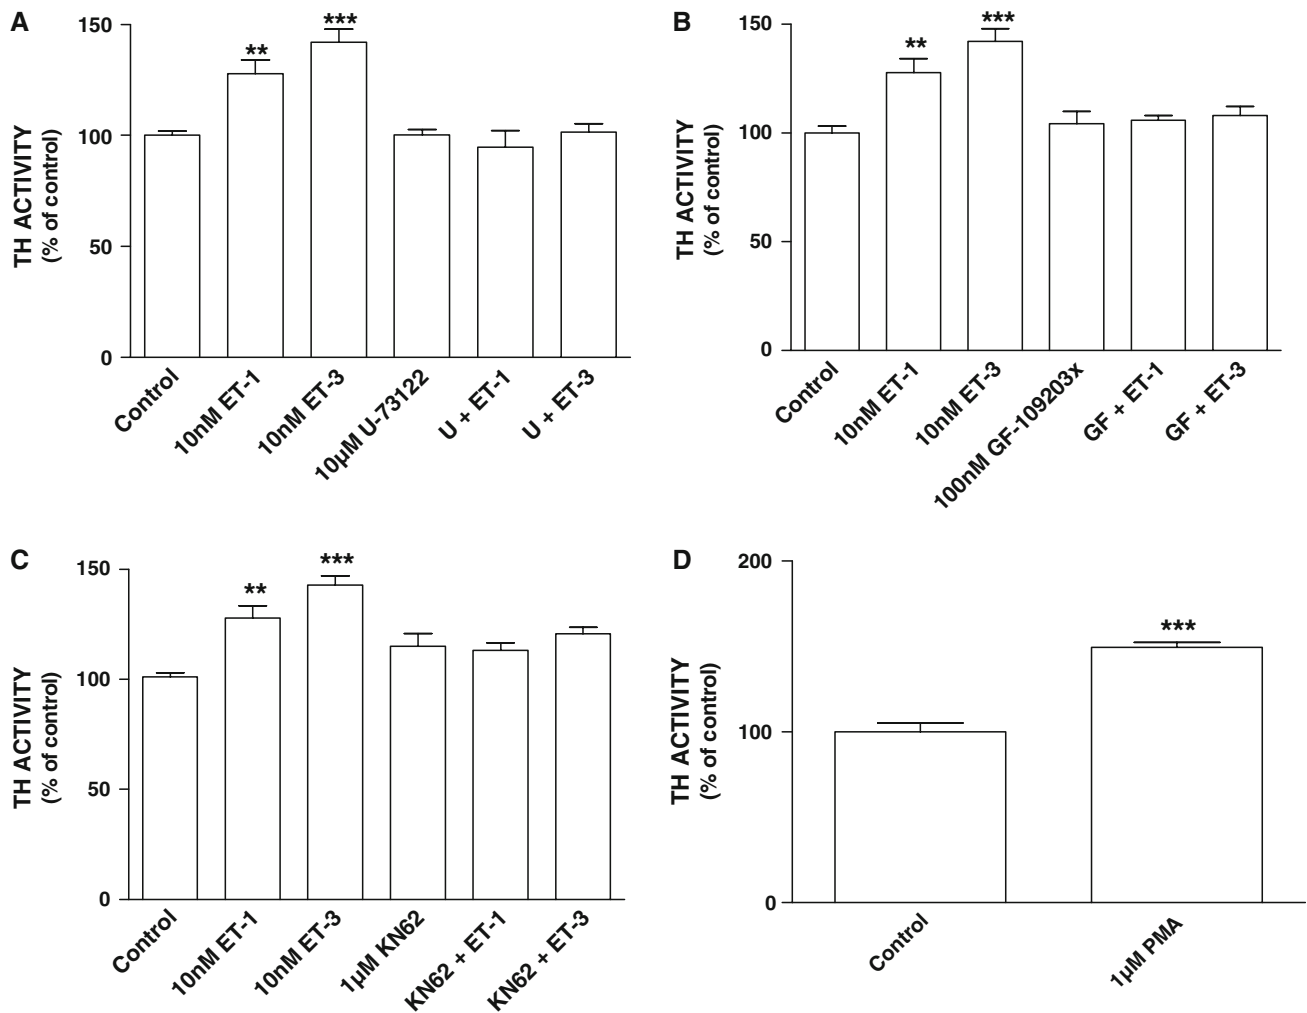 A
TH ACTIVITY
(% of control)
150
100
50
0
**
***
Control
10nM ET-1
10nM ET-3
10µM U-73122
U + ET-1
U + ET-3
B
TH ACTIVITY
(% of control)
150
100
50
0
**
***
Control
10nM ET-1
10nM ET-3
100nM GF-109203x
GF + ET-1
GF + ET-3
C
TH ACTIVITY
(% of control)
150
100
50
0
**
***
Control
10nM ET-1
10nM ET-3
1µM KN62
KN62 + ET-1
KN62 + ET-3
D
TH ACTIVITY
(% of control)
200
100
0
***
Control
1µM PMA